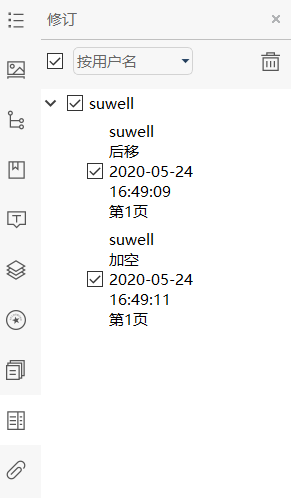 修订
按用户名
suwell
suwell
后移
2020-05-24
16:49:09
第1页
suwell
加空
2020-05-24
16:49:11
第1页